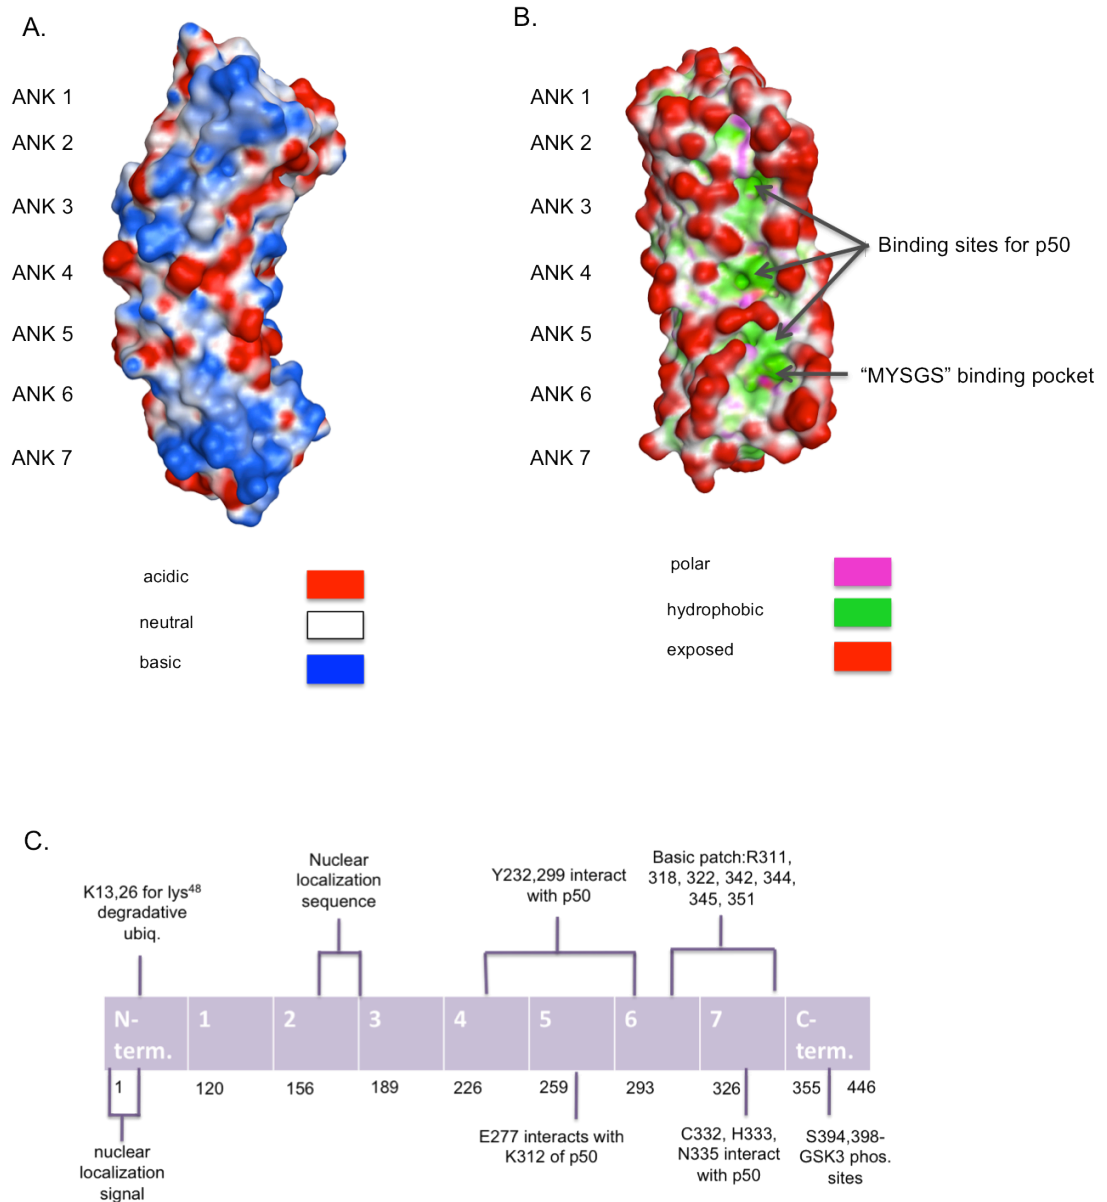 A.
ANK 1
ANK 2
ANK 3
ANK 4
ANK 5
ANK 6
ANK 7
acidic
neutral
basic
B.
ANK 1
ANK 2
ANK 3
ANK 4
ANK 5
ANK 6
ANK 7
Binding sites for p50
“MYSGS” binding pocket
polar
hydrophobic
exposed
C.
K13,26 for lys⁴⁸
degradative
ubiq.
Nuclear
localization
sequence
Y232,299 interact
with p50
Basic patch:R311,
318, 322, 342, 344,
345, 351
N-
term.
1
2
3
4
5
6
7
C-
term.
1
120
156
189
226
259
293
326
355
446
nuclear
localization
signal
E277 interacts with
K312 of p50
C332, H333,
N335 interact
with p50
S394,398-
GSK3 phos.
sites